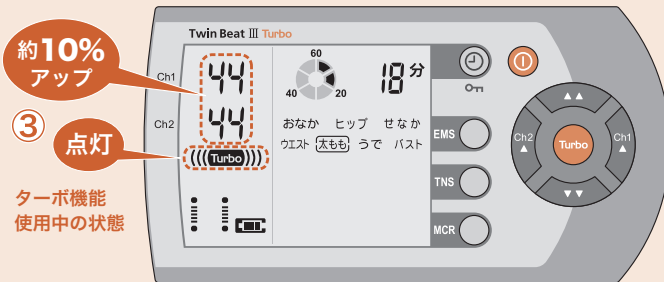 約10%
アップ
③
点灯
ターボ機能
使用中の状態
Twin Beat Ⅲ Turbo
Ch1
44
Ch2
44
(((Turbo)))
60
40 20
18分
おなか ヒップ せなか
ウエスト 太もも うで バスト
EMS
TNS
MCR
Ch2
Turbo
Ch1